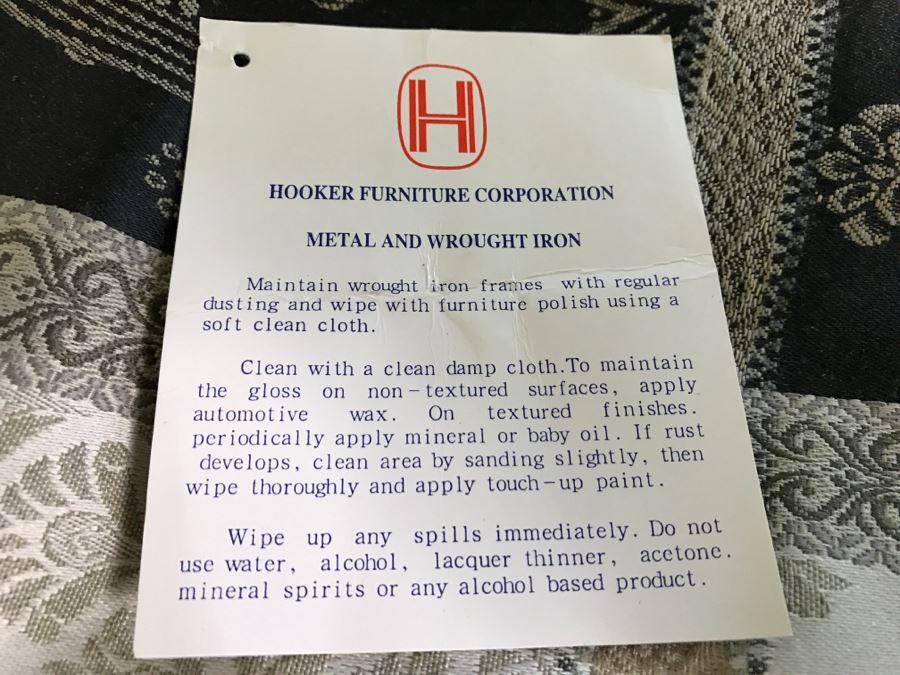 H
HOOKER FURNITURE CORPORATION
METAL AND WROUGHT IRON
Maintain wrought iron frames with regular
dusting and wipe with furniture polish using a
soft clean cloth.
Clean with a clean damp cloth.To maintain
the gloss on non-textured surfaces, apply
automotive wax. On textured finishes.
periodically apply mineral or baby oil. If rust
develops, clean area by sanding slightly, then
wipe thoroughly and apply touch-up paint.
Wipe up any spills immediately. Do not
use water, alcohol, lacquer thinner, acetone.
mineral spirits or any alcohol based product.